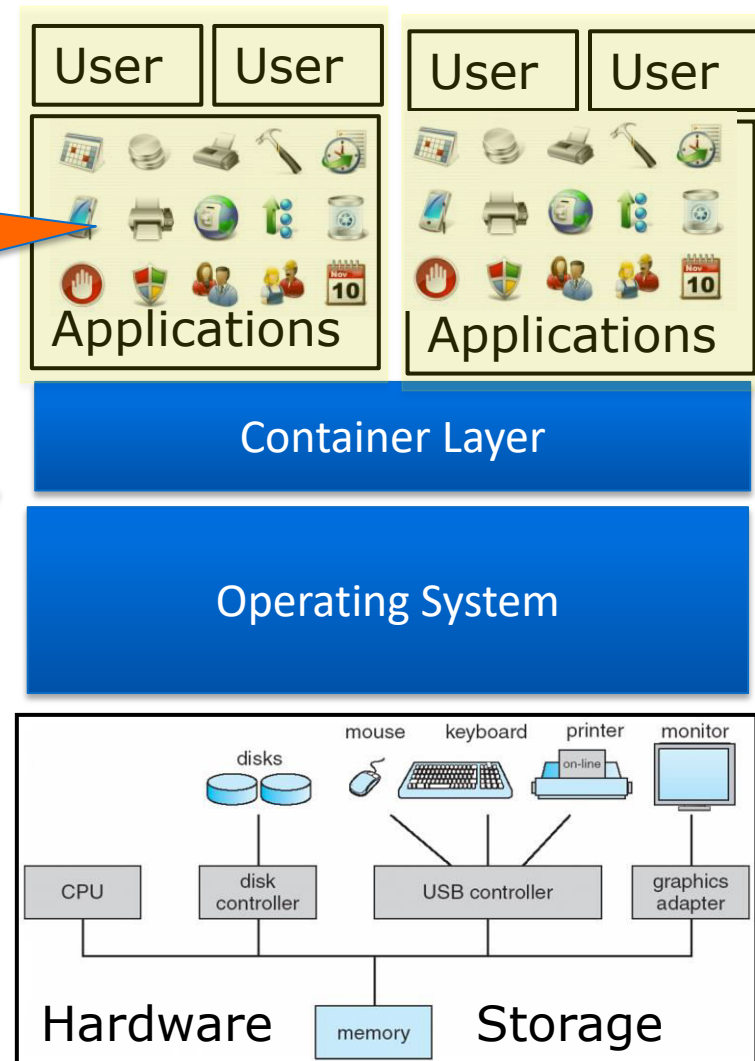 User User User User
Nov
10
Nov
10
Applications Applications
Container Layer
Operating System
mouse keyboard printer monitor
disks
on-line
CPU disk controller USB controller graphics adapter
Hardware memory Storage